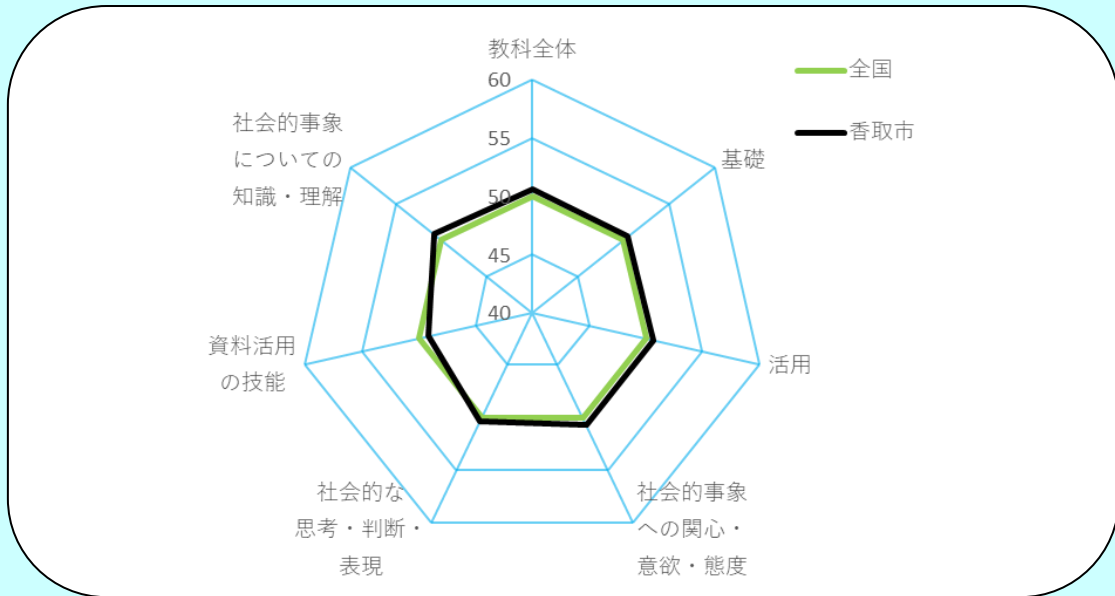 教科全体
60
55
50
45
40
全国
香取市
基礎
活用
社会的事象
への関心・
意欲・態度
社会的な
思考・判断・
表現
資料活用
の技能
社会的事象
についての
知識・理解